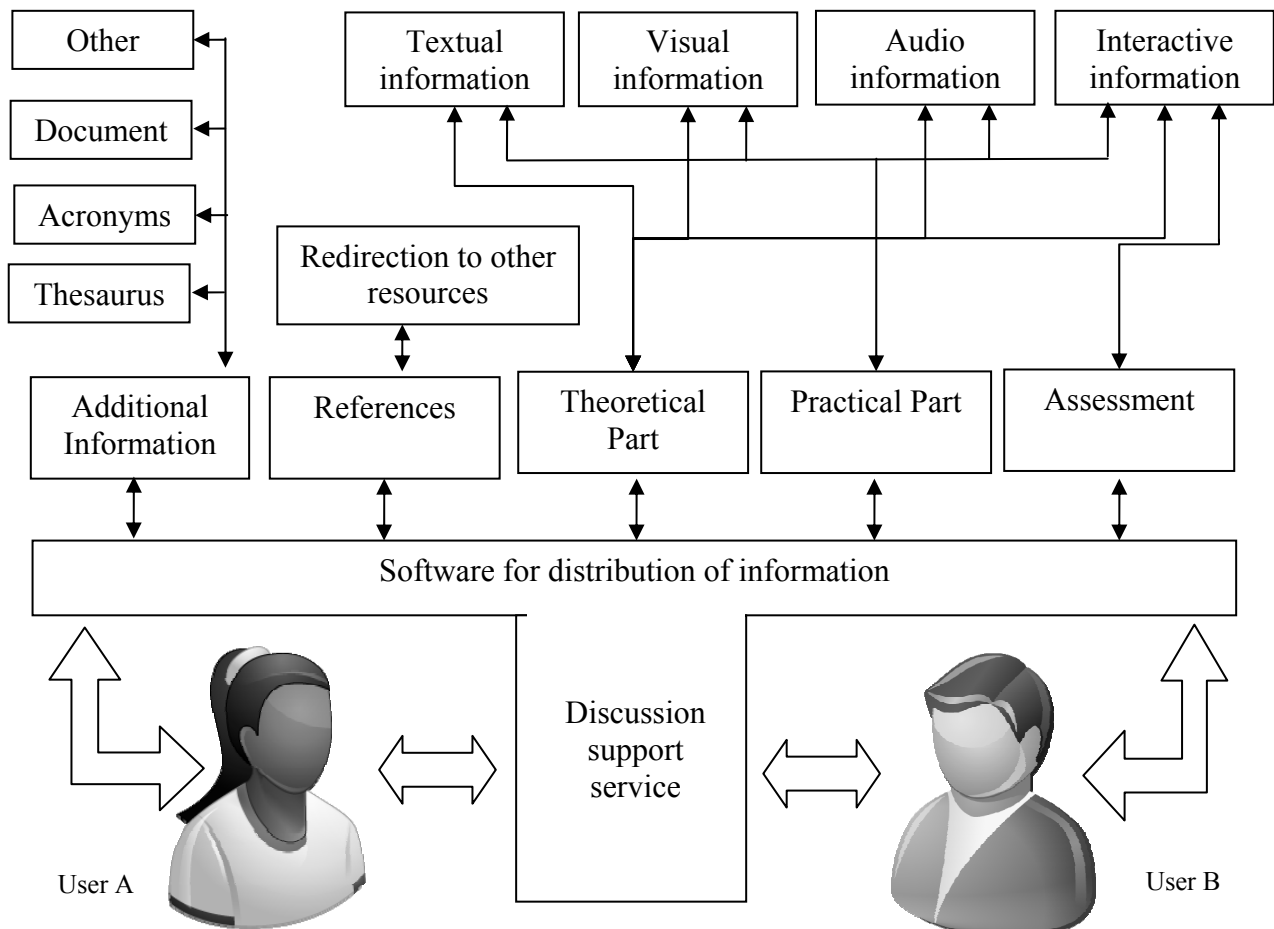 Other
Textual
information
Visual
information
Audio
information
Interactive
information
Document
Acronyms
Thesaurus
Redirection to other
resources
Additional
Information
References
Theoretical
Part
Practical Part
Assessment
Software for distribution of information
Discussion
support
service
User A
User B